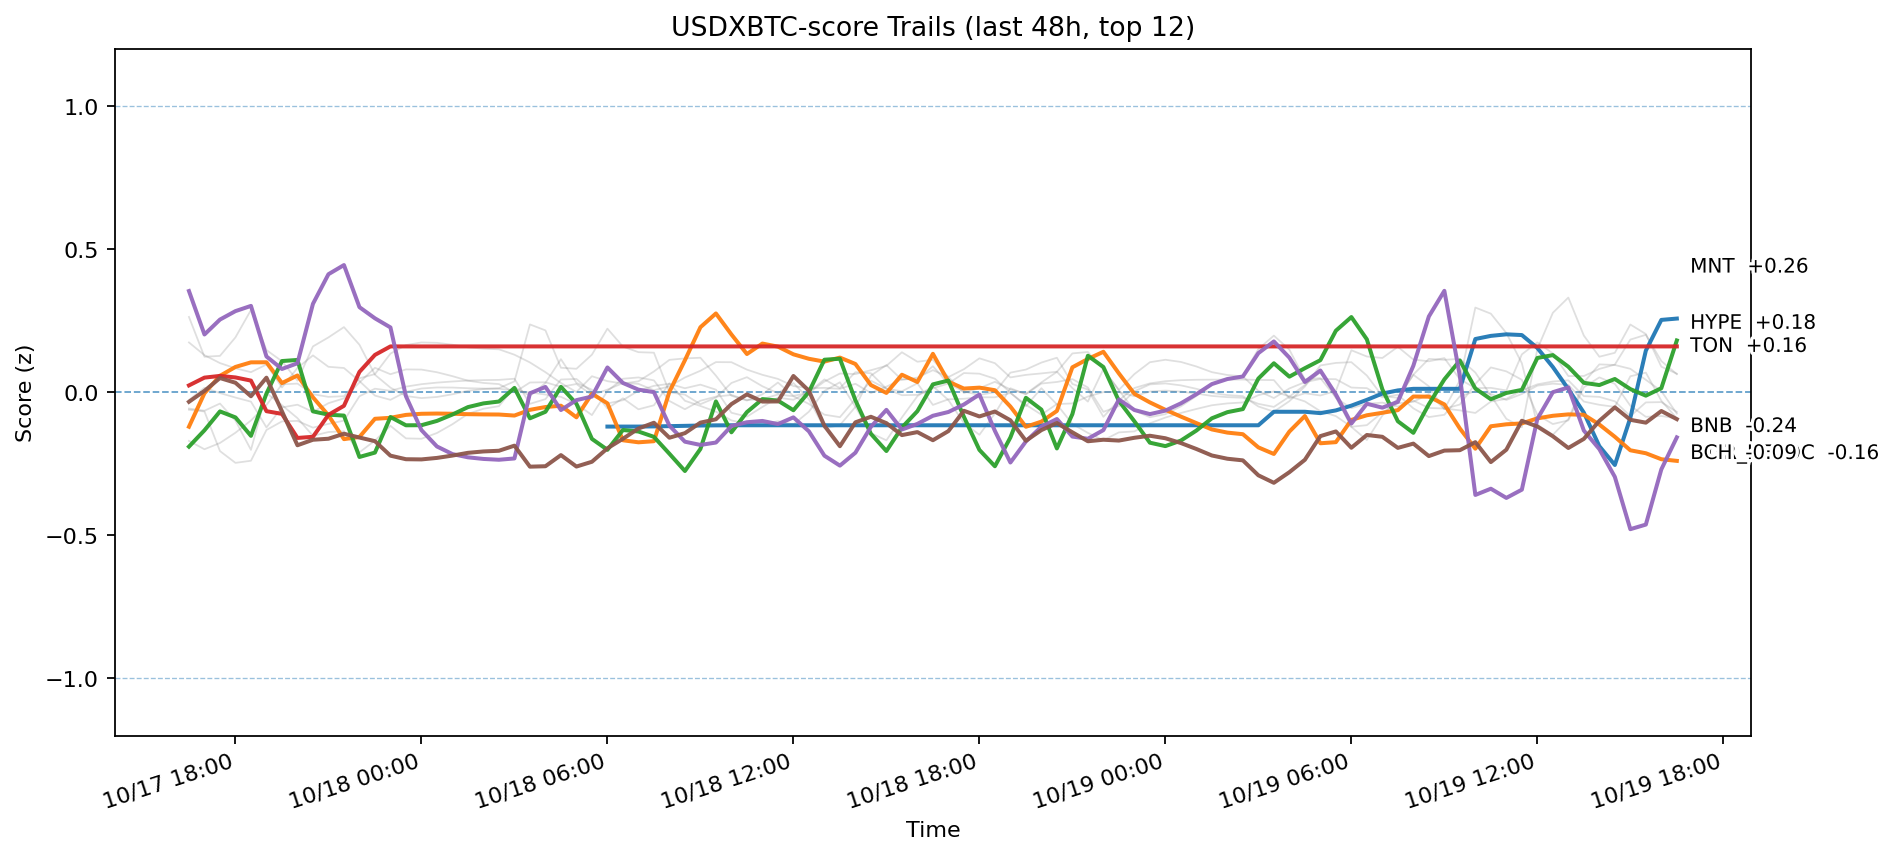 USDXBTC-score Trails (last 48h, top 12)
Score (z)
1.0
0.5
0.0
−0.5
−1.0
MNT +0.26
HYPE +0.18
TON +0.16
BNB -0.24
BCH -0.09
-0.16
10/17 18:00
10/18 00:00
10/18 06:00
10/18 12:00
10/18 18:00
10/19 00:00
10/19 06:00
10/19 12:00
10/19 18:00
Time